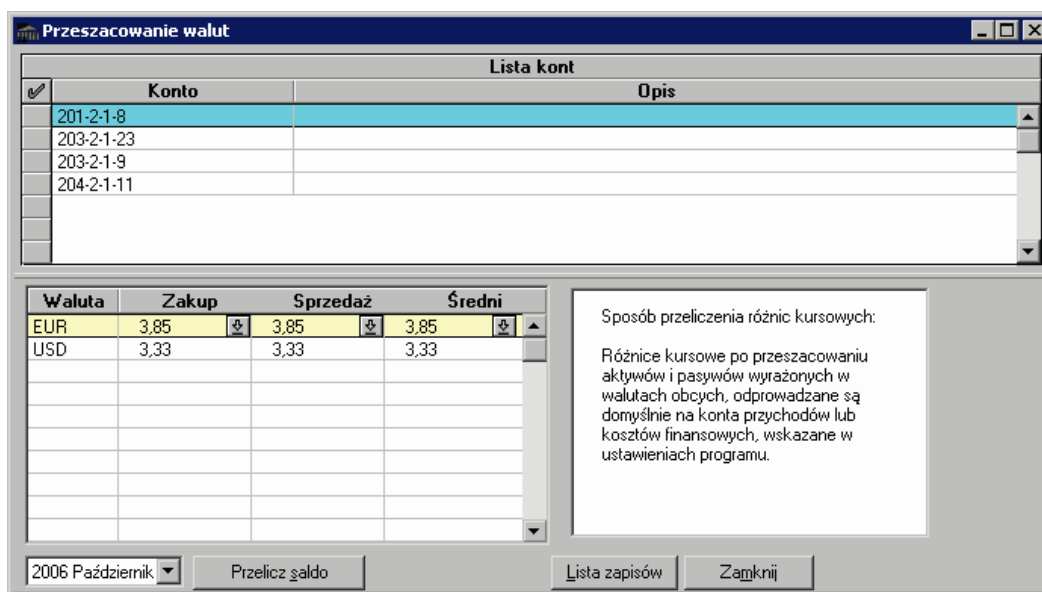 Przeszacowanie walut
Lista kont
Konto Opis
201-2-1-8
203-2-1-23
203-2-1-9
204-2-1-11
Waluta Zakup Sprzedaż Średni
EUR 3,85 3,85 3,85
USD 3,33 3,33 3,33
Sposób przeliczenia różnic kursowych:
Różnice kursowe po przeszacowaniu
aktywów i pasywów wyrażonych w
walutach obcych, odprowadzane są
domyślnie na konta przychodów lub
kosztów finansowych, wskazane w
ustawieniach programu.
2006 Październik Przelicz saldo Lista zapisów Zamknij